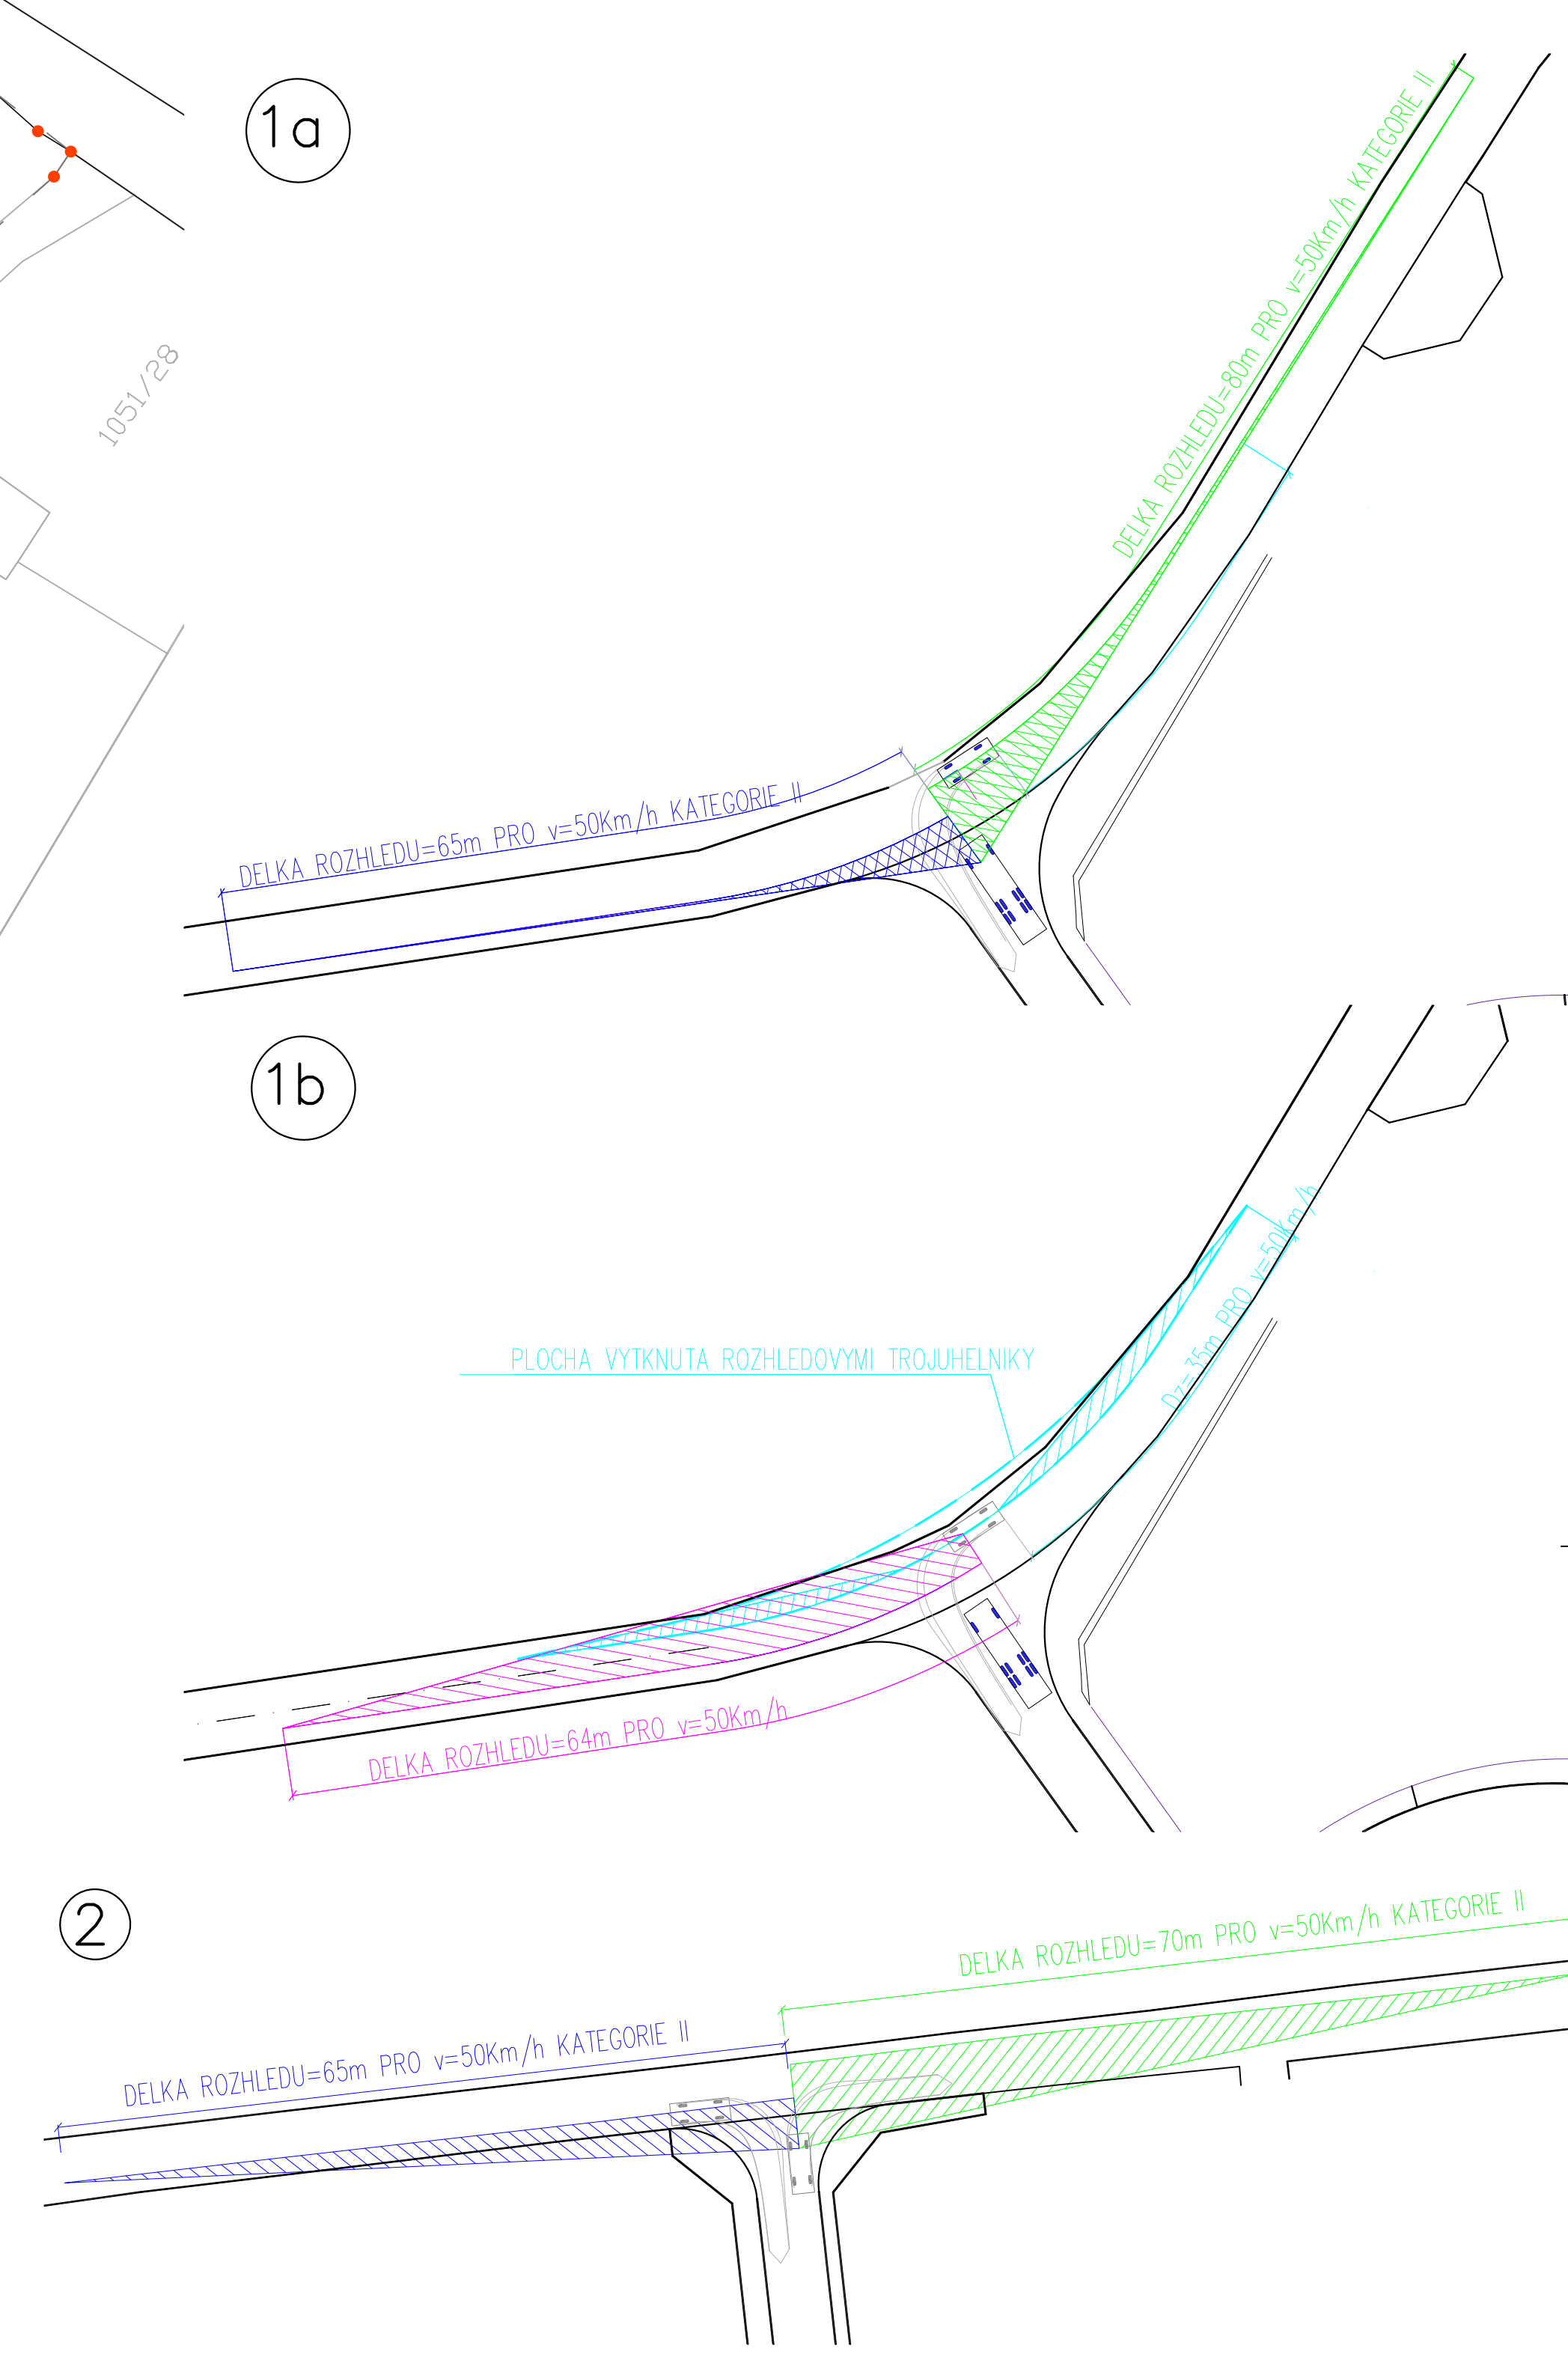 1a
DELKA ROZHLEDU=80m PRO v=50Km/h KATEGORIE II
1051/28
DELKA ROZHLEDU=65m PRO v=50Km/h KATEGORIE II
1b
Dz=35m PRO v=50Km/h
PLOCHA VYTKNUTA ROZHLEDOVYMI TROJUHELNIKY
DELKA ROZHLEDU=64m PRO v=50Km/h
2
DELKA ROZHLEDU=70m PRO v=50Km/h KATEGORIE II
DELKA ROZHLEDU=65m PRO v=50Km/h KATEGORIE II